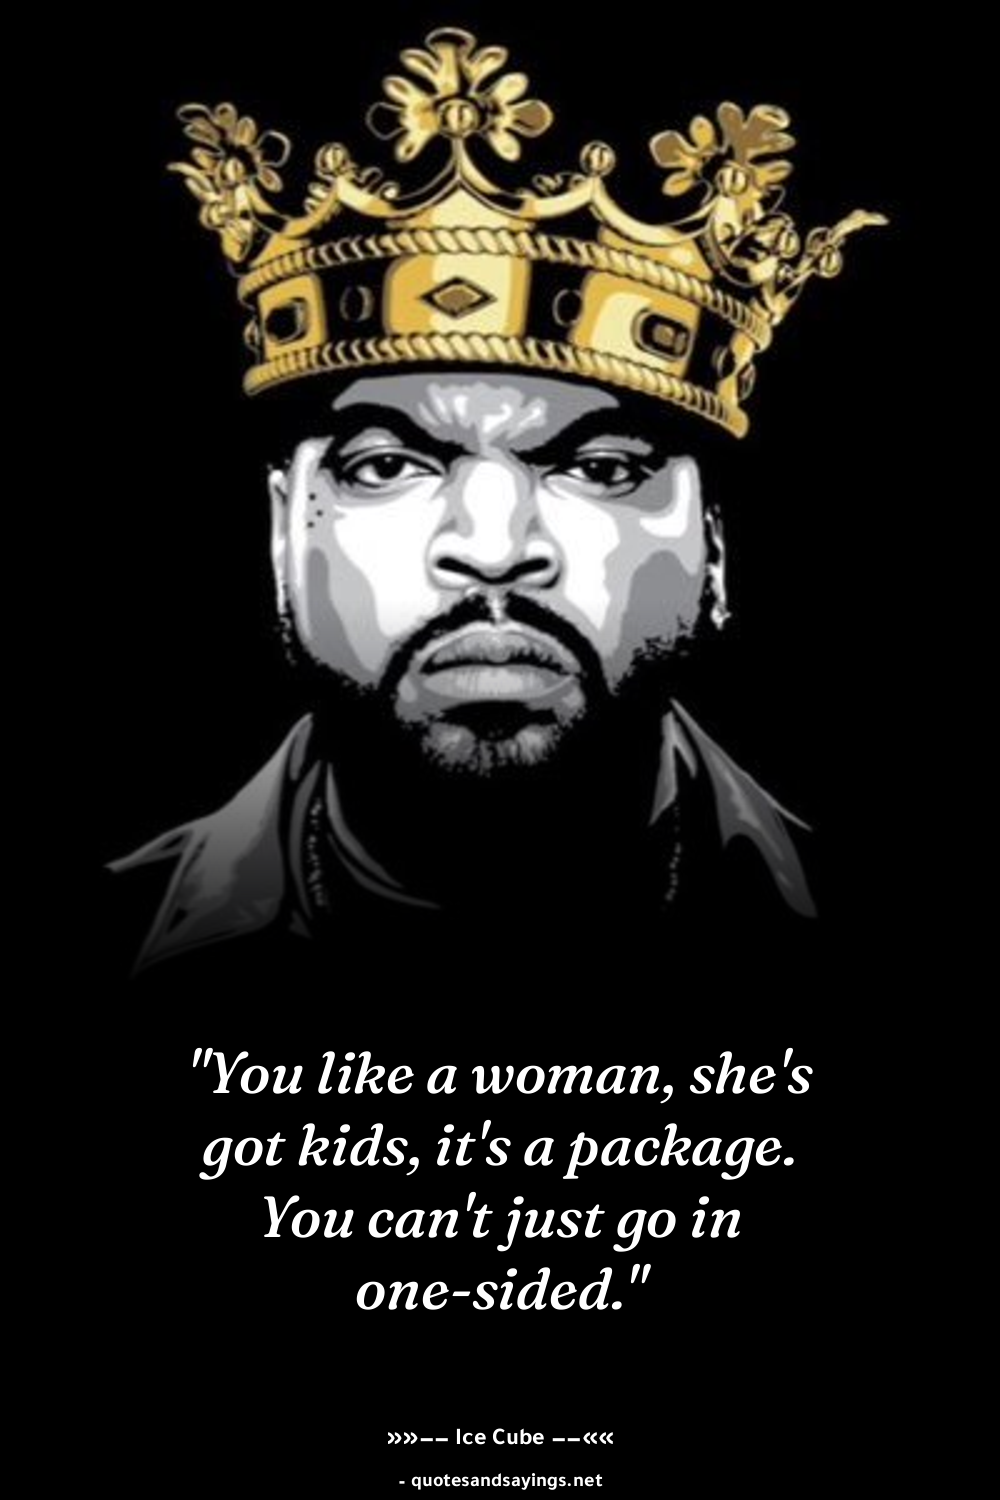 "You like a woman, she's
got kids, it's a package.
You can't just go in
one-sided."
»»−− Ice Cube −−««
- quotesandsayings.net